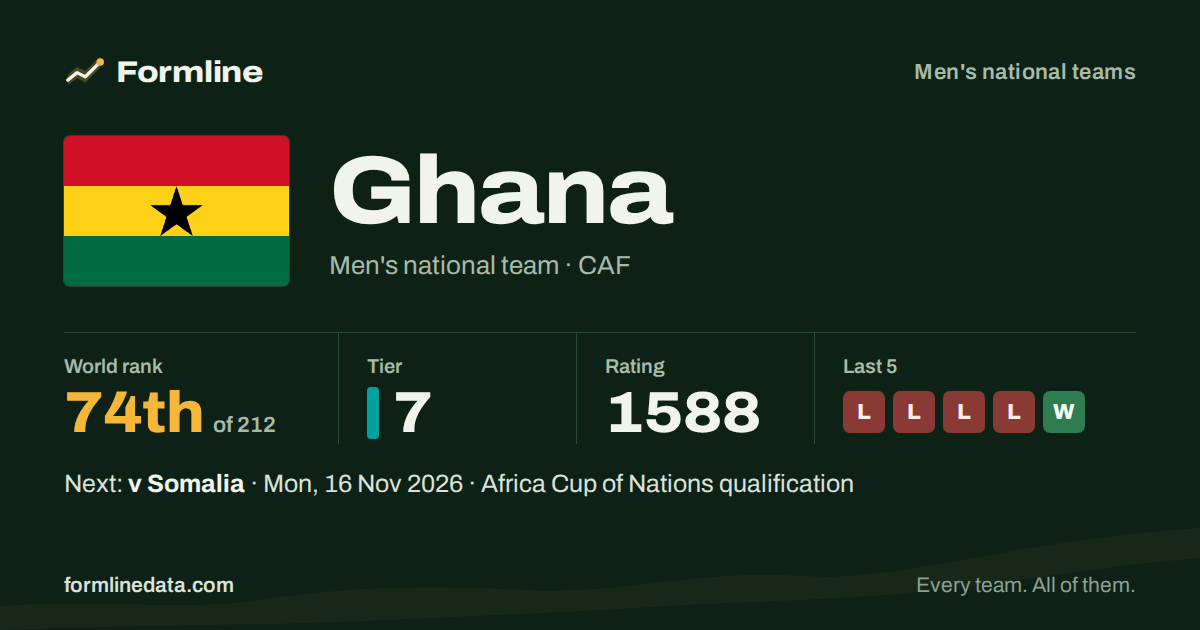 Formline
Men's national teams
Ghana
Men's national team · CAF
World rank
74th of 212
Tier
7
Rating
1588
Last 5
L L L L W
Next: v Somalia · Mon, 16 Nov 2026 · Africa Cup of Nations qualification
formlinedata.com
Every team. All of them.